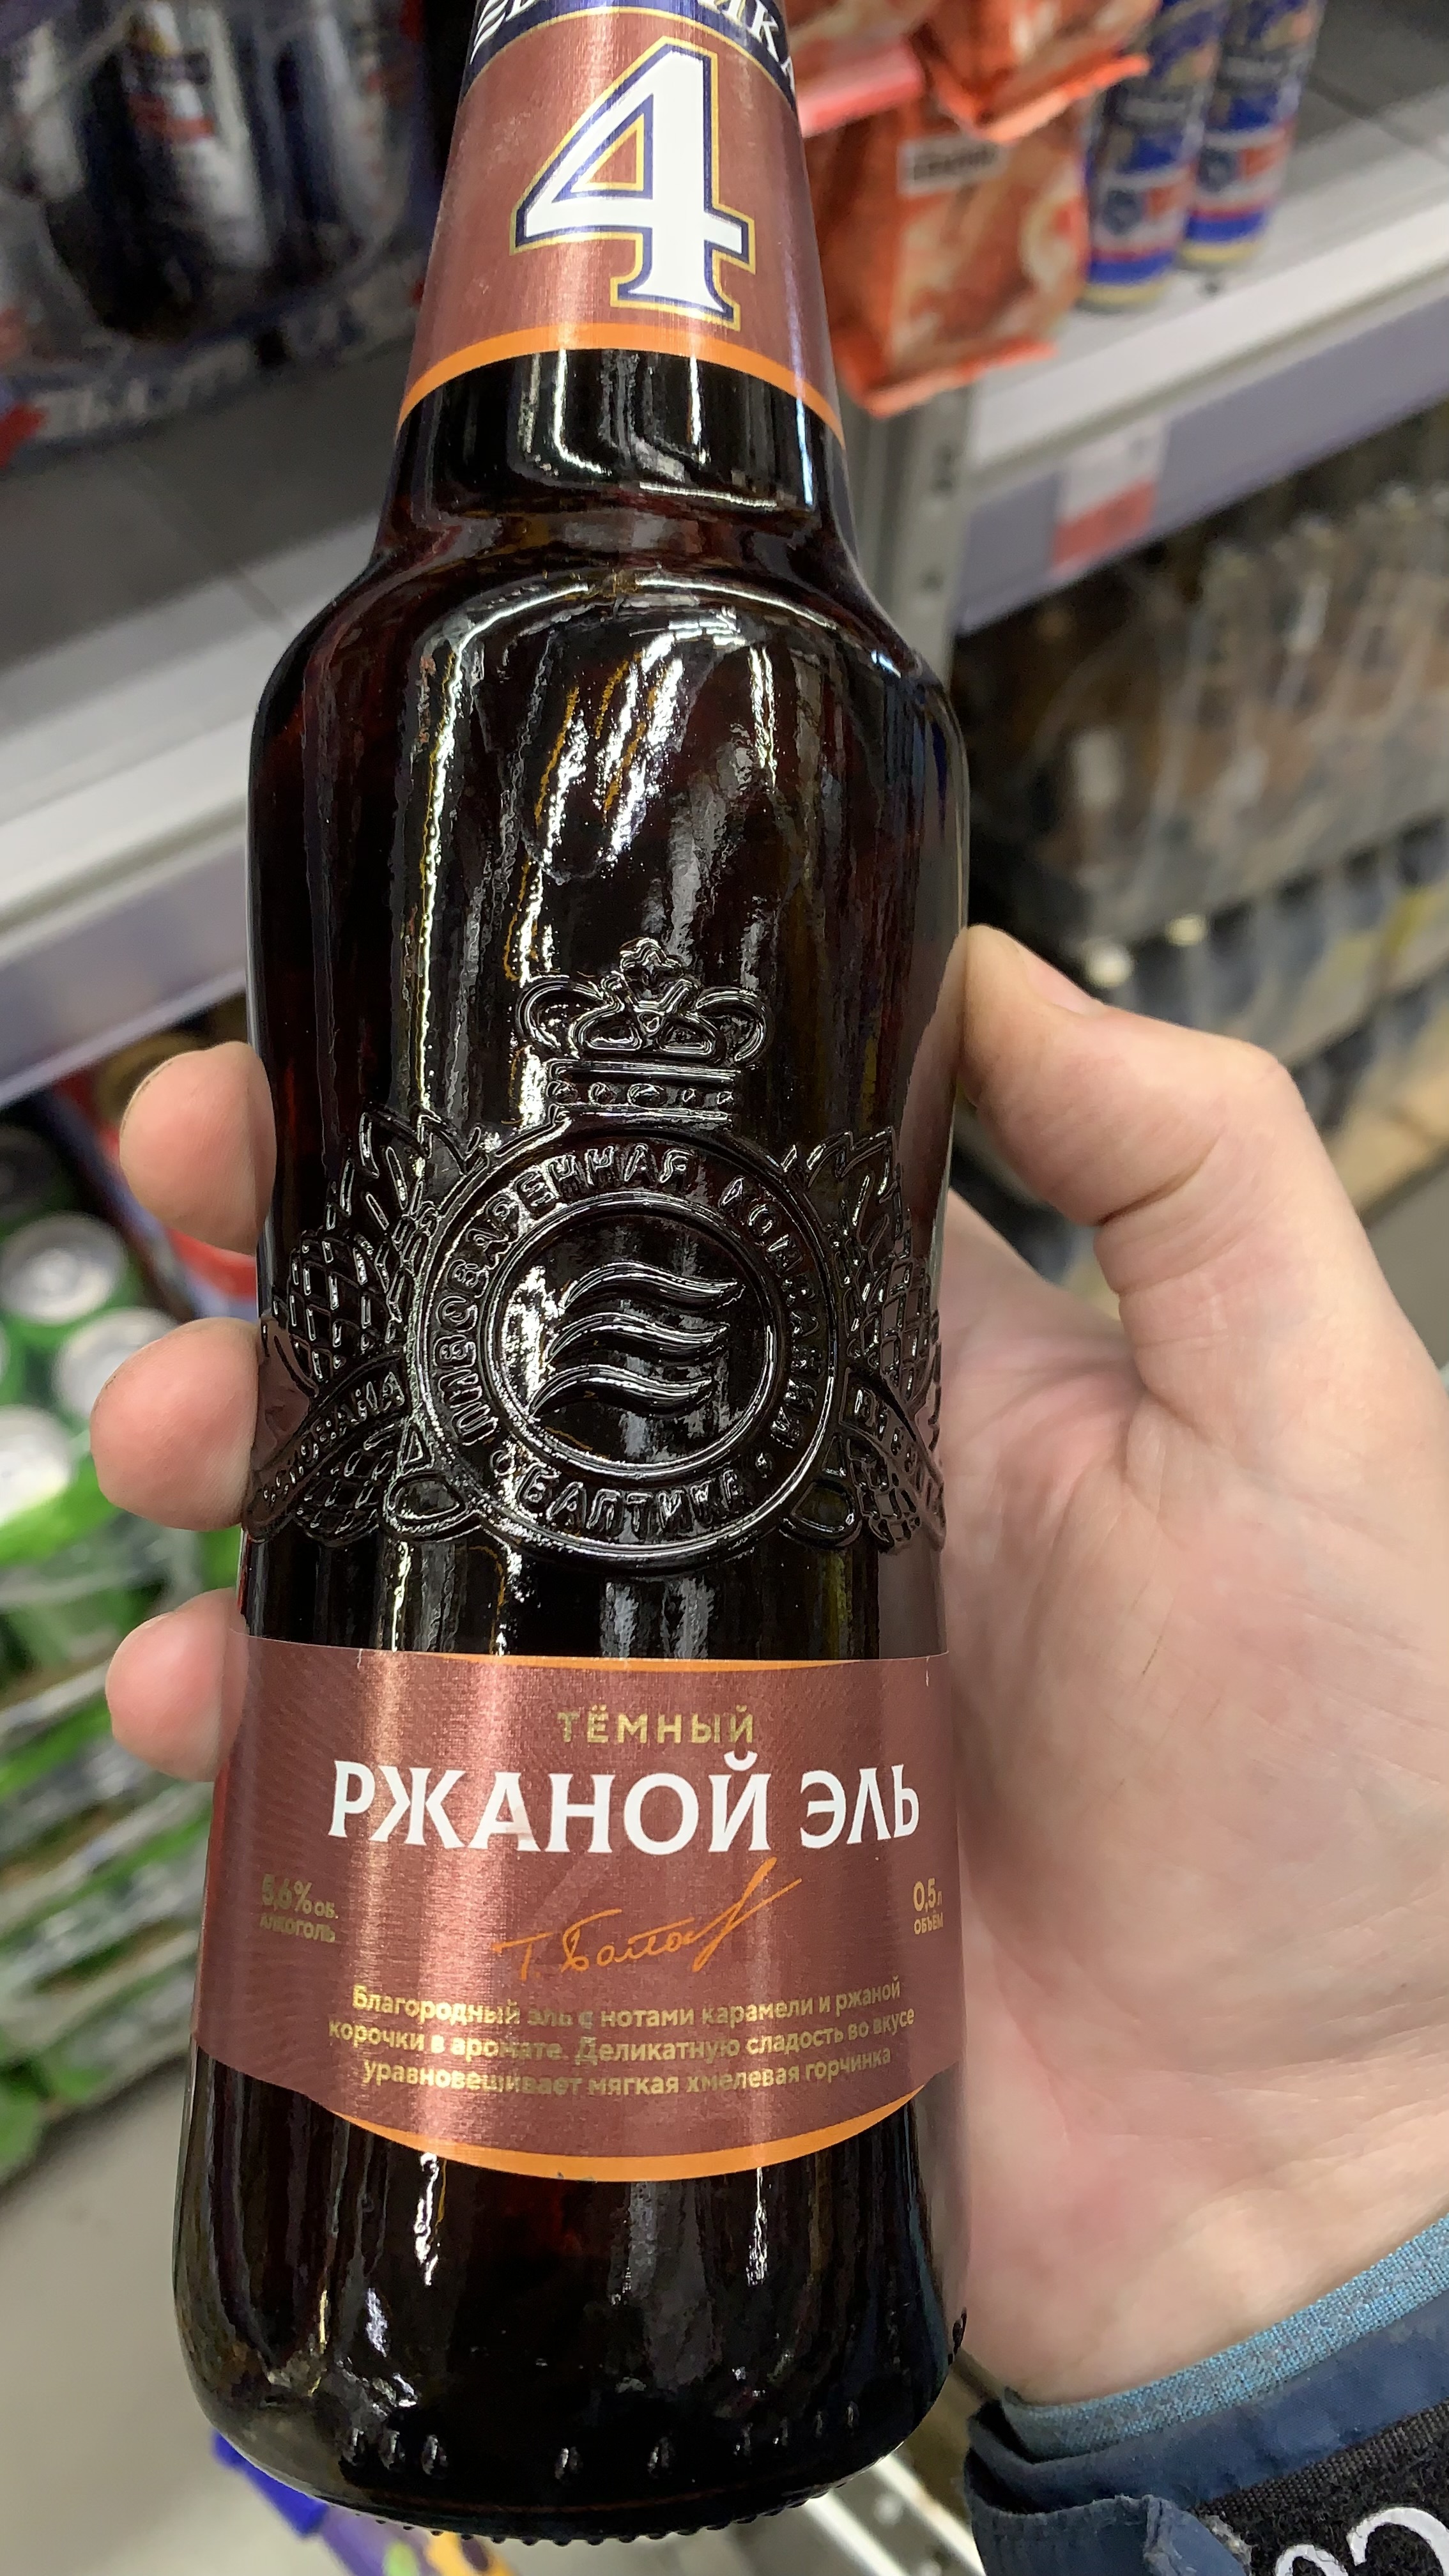 4
ПИВОВАРЕННАЯ КОМПАНИЯ
БАЛТИКА
ТЁМНЫЙ
РЖАНОЙ ЭЛЬ
5,6% ОБ.
АЛКОГОЛЬ
0,5 л
ОБЪЁМ
Благородный эль с нотами карамели и ржаной
корочки в аромате. Деликатную сладость во вкусе
уравновешивает мягкая хмелевая горчинка